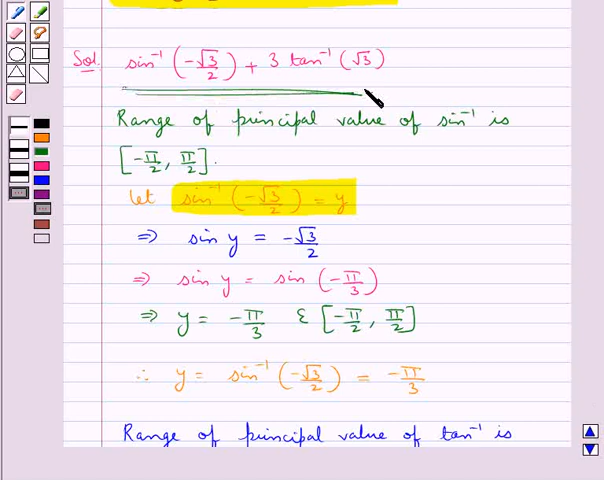 Sol. sin⁻¹ (-√3/2) + 3 tan⁻¹ (√3)
Range of principal value of sin⁻¹ is
[-π/2, π/2].
let sin⁻¹ (-√3/2) = y
⇒ sin y = -√3/2
⇒ sin y = sin (-π/3)
⇒ y = -π/3 ε [-π/2, π/2]
∴ y = sin⁻¹ (-√3/2) = -π/3
Range of principal value of tan⁻¹ is